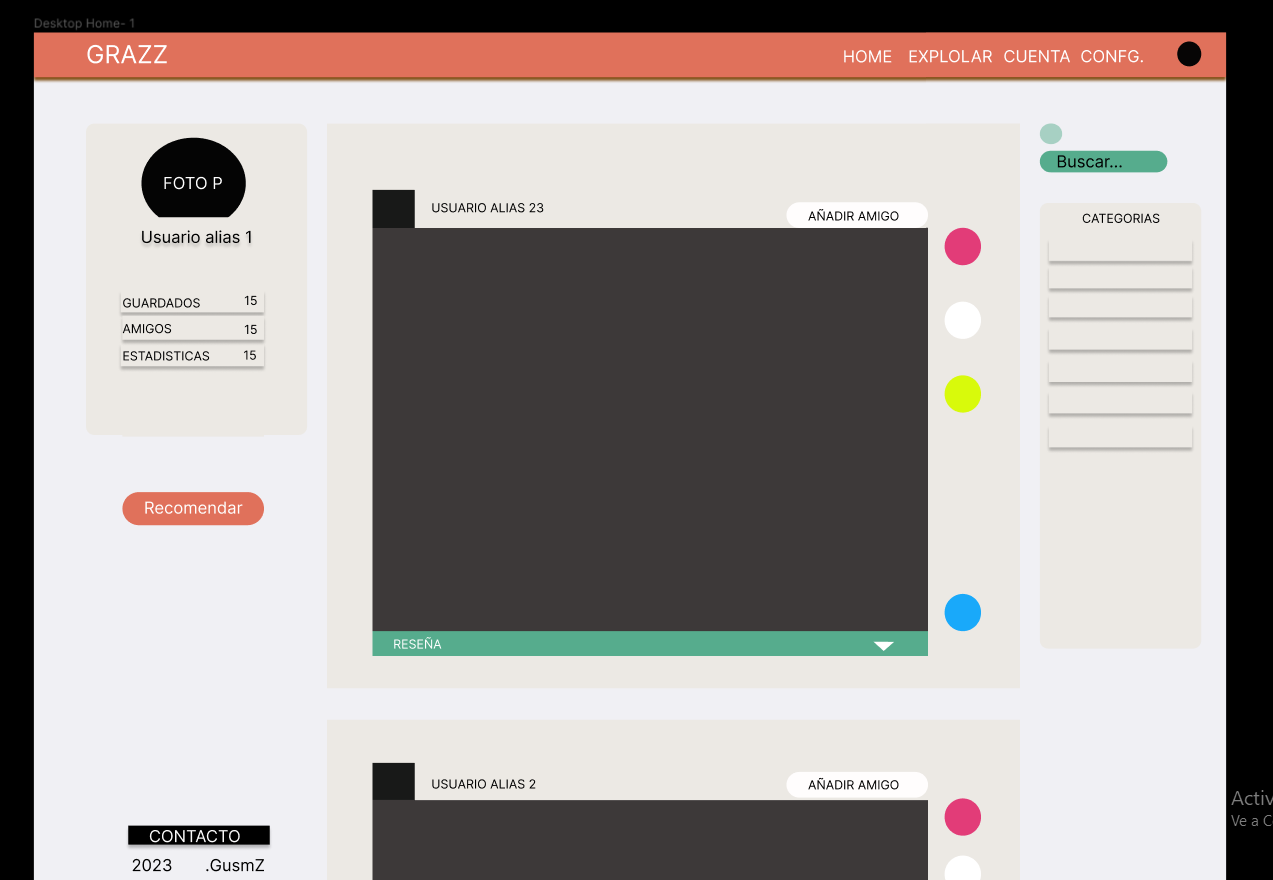 Desktop Home- 1
GRAZZ
HOME EXPLOLAR CUENTA CONFG.
FOTO P
Usuario alias 1
GUARDADOS 15
AMIGOS 15
ESTADISTICAS 15
Recomendar
CONTACTO
2023 .GusmZ
USUARIO ALIAS 23
AÑADIR AMIGO
RESEÑA
USUARIO ALIAS 2
AÑADIR AMIGO
Buscar...
CATEGORIAS
Activ
Ve a C